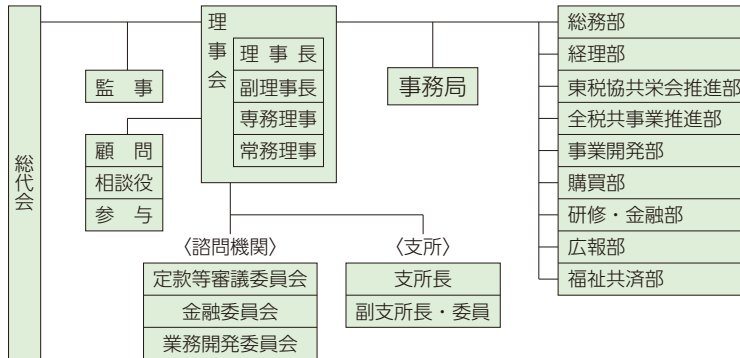 総代会
監　事
顧　問
相談役
参　与
理事会
理 事 長
副理事長
専務理事
常務理事
事務局
総務部
経理部
東税協共栄会推進部
全税共事業推進部
事業開発部
購買部
研修・金融部
広報部
福祉共済部
〈諮問機関〉
定款等審議委員会
金融委員会
業務開発委員会
〈支所〉
支所長
副支所長・委員